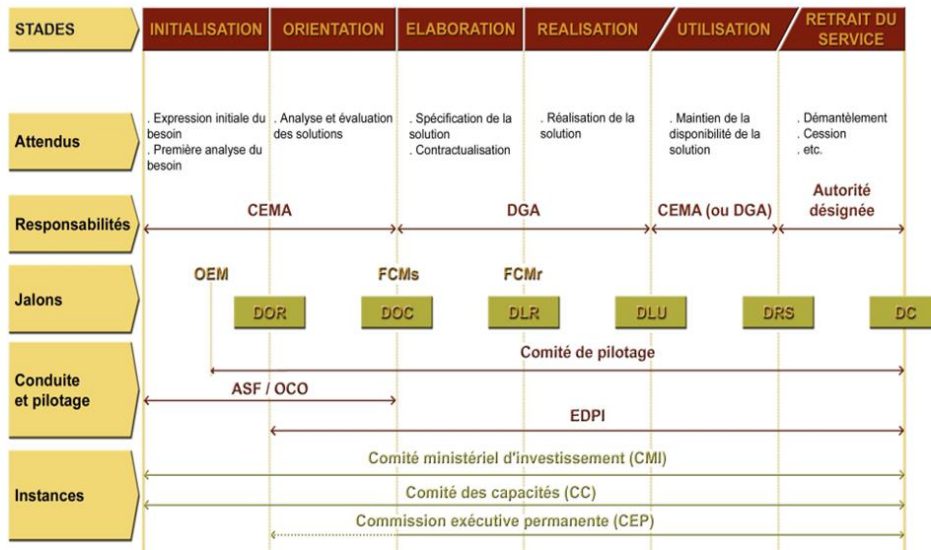 STADES
INITIALISATION
ORIENTATION
ELABORATION
REALISATION
UTILISATION
RETRAIT DU
SERVICE
Attendus
. Expression initiale du
besoin
. Première analyse du
besoin
. Analyse et évaluation
des solutions
. Spécification de la
solution
. Contractualisation
. Réalisation de la
solution
. Maintien de la
disponibilité de la
solution
. Démantèlement
. Cession
. etc.
Responsabilités
CEMA
DGA
CEMA (ou DGA)
Autorité
désignée
Jalons
OEM
FCMs
FCMr
DOR
DOC
DLR
DLU
DRS
DC
Conduite
et pilotage
Comité de pilotage
ASF / OCO
EDPI
Instances
Comité ministériel d'investissement (CMI)
Comité des capacités (CC)
Commission exécutive permanente (CEP)